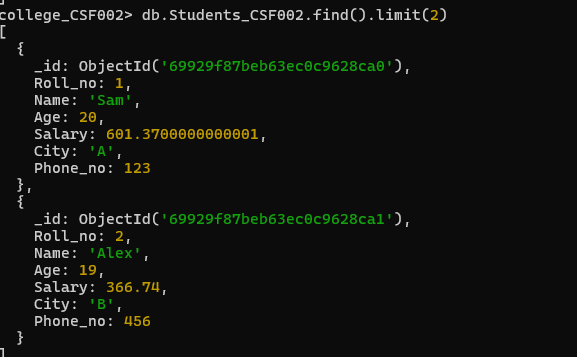 college_CSF002> db.Students_CSF002.find().limit(2)
[
  {
    _id: ObjectId('69929f87beb63ec0c9628ca0'),
    Roll_no: 1,
    Name: 'Sam',
    Age: 20,
    Salary: 601.3700000000001,
    City: 'A',
    Phone_no: 123
  },
  {
    _id: ObjectId('69929f87beb63ec0c9628ca1'),
    Roll_no: 2,
    Name: 'Alex',
    Age: 19,
    Salary: 366.74,
    City: 'B',
    Phone_no: 456
  }
]